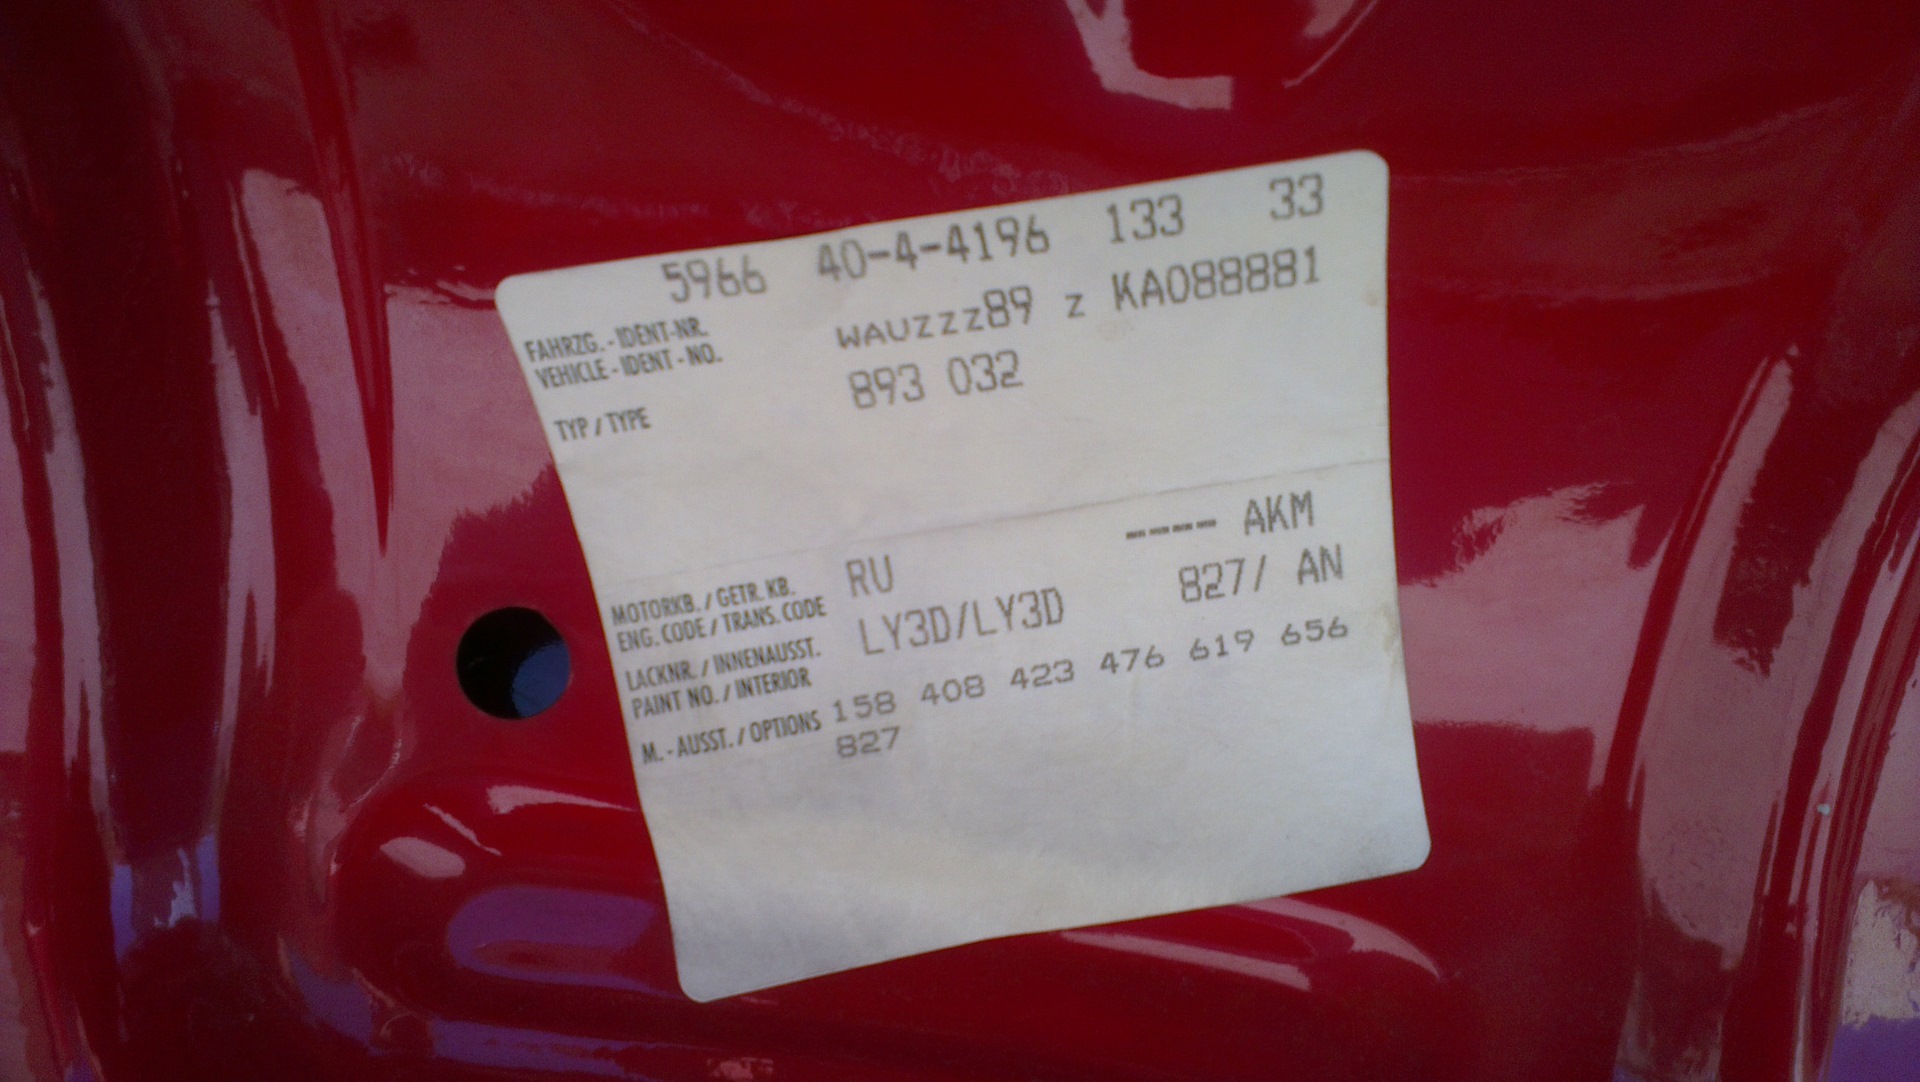 5966 40-4-4196 133 33
FAHRZG.-IDENT-NR.
VEHICLE-IDENT-NO. WAUZZZ89 Z KA088881
TYP/TYPE 893 032
MOTORKB./GETR.KB.
ENG.CODE/TRANS.CODE RU ---- AKM
LACKNR./INNENAUSST.
PAINT NO./INTERIOR LY3D/LY3D 827/ AN
M.-AUSST./OPTIONS 158 408 423 476 619 656
827